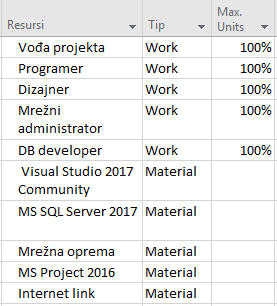 Resursi Tip Max. Units
Vođa projekta Work 100%
Programer Work 100%
Dizajner Work 100%
Mrežni administrator Work 100%
DB developer Work 100%
Visual Studio 2017 Community Material
MS SQL Server 2017 Material
Mrežna oprema Material
MS Project 2016 Material
Internet link Material